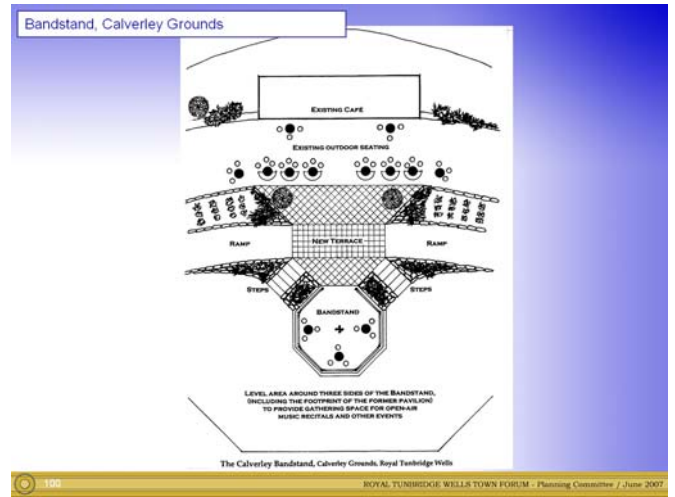 Bandstand, Calverley Grounds
EXISTING CAFÉ
EXISTING OUTDOOR SEATING
RAMP
NEW TERRACE
RAMP
STEPS
STEPS
BANDSTAND
LEVEL AREA AROUND THREE SIDES OF THE BANDSTAND,
(INCLUDING THE FOOTPRINT OF THE FORMER PAVILION)
TO PROVIDE GATHERING SPACE FOR OPEN-AIR
MUSIC RECITALS AND OTHER EVENTS
The Calverley Bandstand, Calverley Grounds, Royal Tunbridge Wells
100
ROYAL TUNBRIDGE WELLS TOWN FORUM - Planning Committee / June 2007